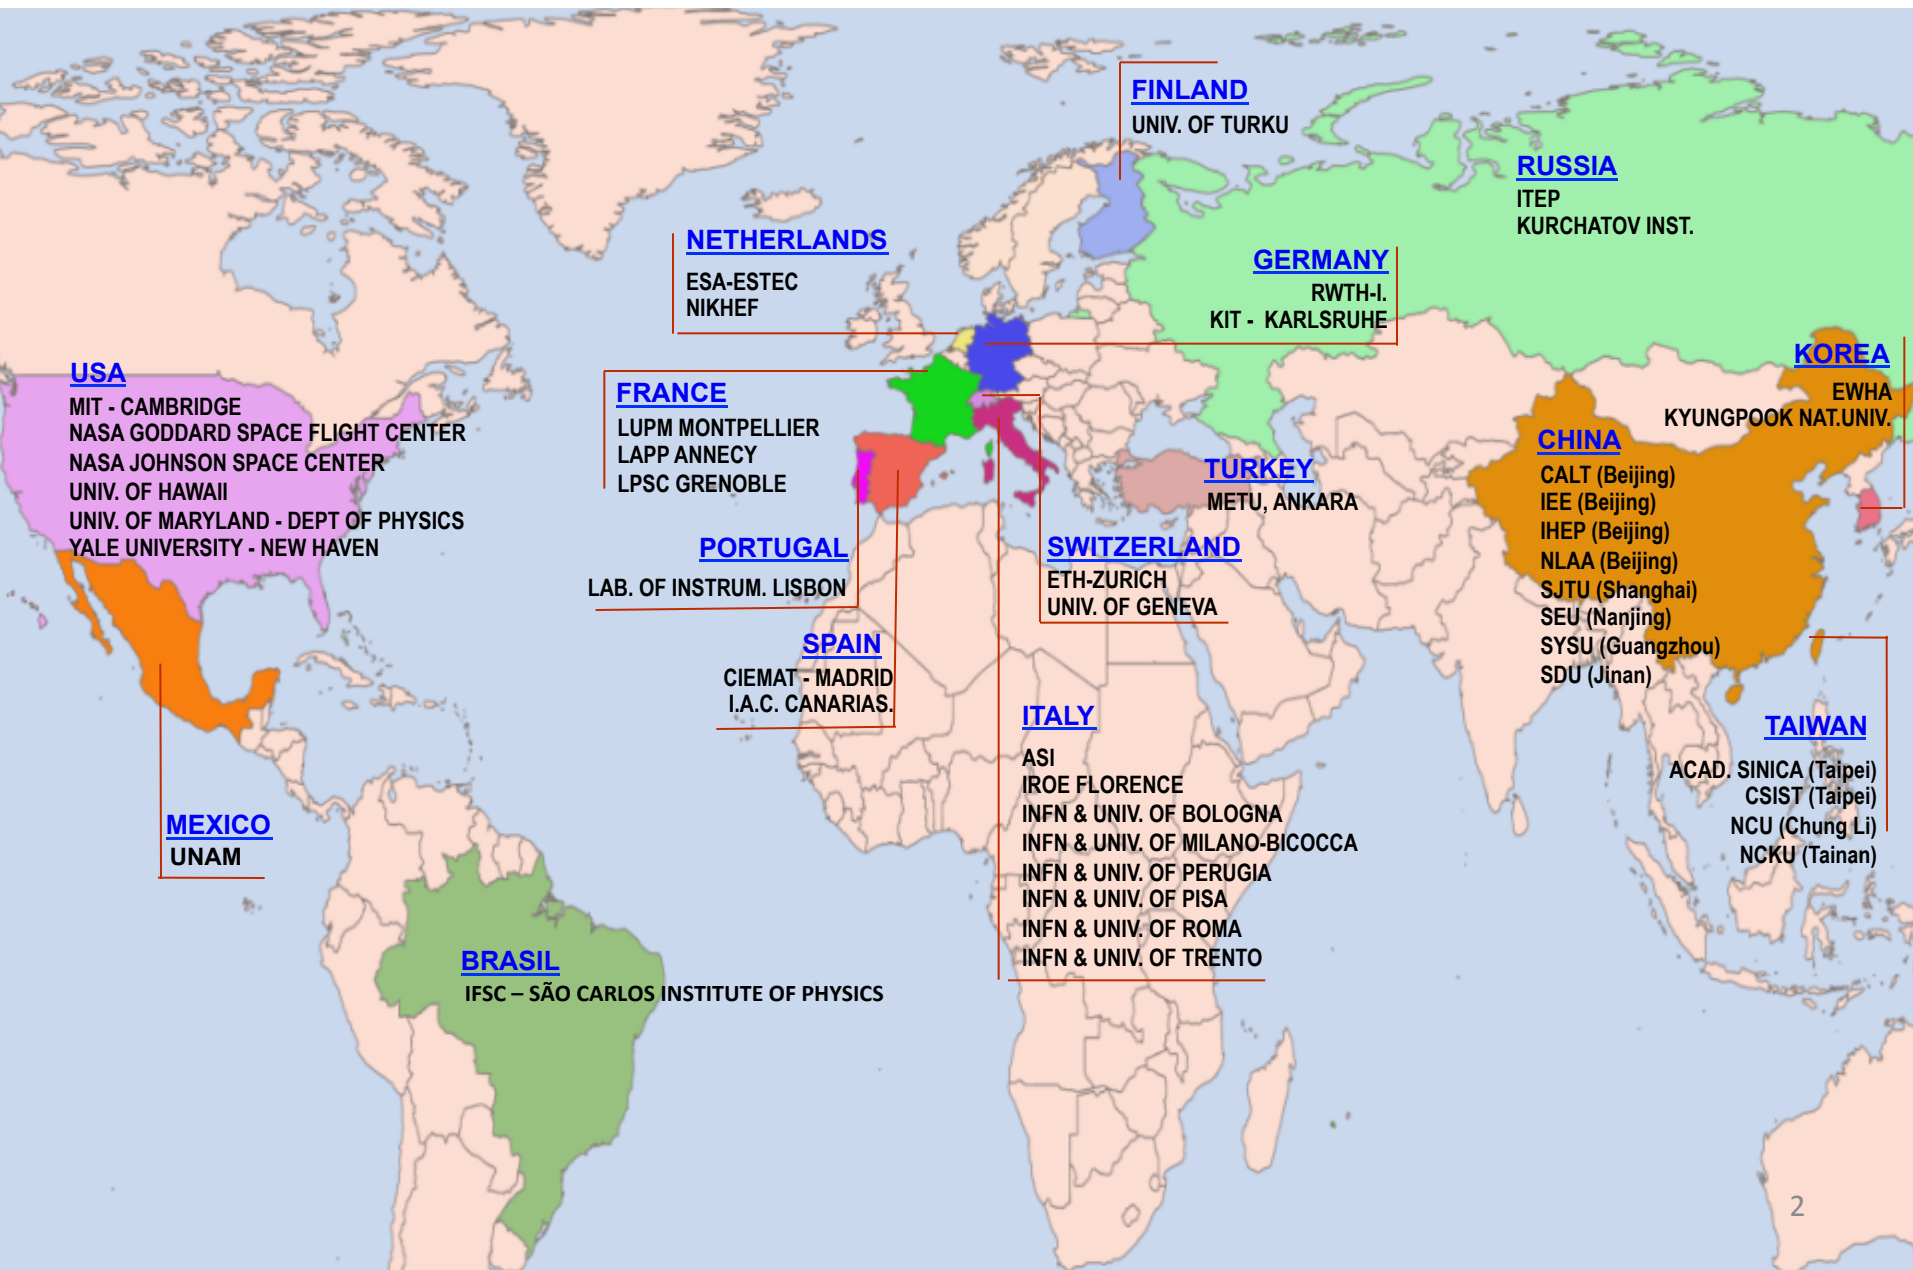 FINLAND
UNIV. OF TURKU
RUSSIA
ITEP
KURCHATOV INST.
NETHERLANDS
ESA-ESTEC
NIKHEF
GERMANY
RWTH-I.
KIT - KARLSRUHE
USA
MIT - CAMBRIDGE
NASA GODDARD SPACE FLIGHT CENTER
NASA JOHNSON SPACE CENTER
UNIV. OF HAWAII
UNIV. OF MARYLAND - DEPT OF PHYSICS
YALE UNIVERSITY - NEW HAVEN
FRANCE
LUPM MONTPELLIER
LAPP ANNECY
LPSC GRENOBLE
KOREA
EWHA
KYUNGPOOK NAT.UNIV.
CHINA
CALT (Beijing)
IEE (Beijing)
IHEP (Beijing)
NLAA (Beijing)
SJTU (Shanghai)
SEU (Nanjing)
SYSU (Guangzhou)
SDU (Jinan)
TURKEY
METU, ANKARA
PORTUGAL
LAB. OF INSTRUM. LISBON
SWITZERLAND
ETH-ZURICH
UNIV. OF GENEVA
SPAIN
CIEMAT - MADRID
I.A.C. CANARIAS.
ITALY
ASI
IROE FLORENCE
INFN & UNIV. OF BOLOGNA
INFN & UNIV. OF MILANO-BICOCCA
INFN & UNIV. OF PERUGIA
INFN & UNIV. OF PISA
INFN & UNIV. OF ROMA
INFN & UNIV. OF TRENTO
TAIWAN
ACAD. SINICA (Taipei)
CSIST (Taipei)
NCU (Chung Li)
NCKU (Tainan)
MEXICO
UNAM
BRASIL
IFSC – SÃO CARLOS INSTITUTE OF PHYSICS
2